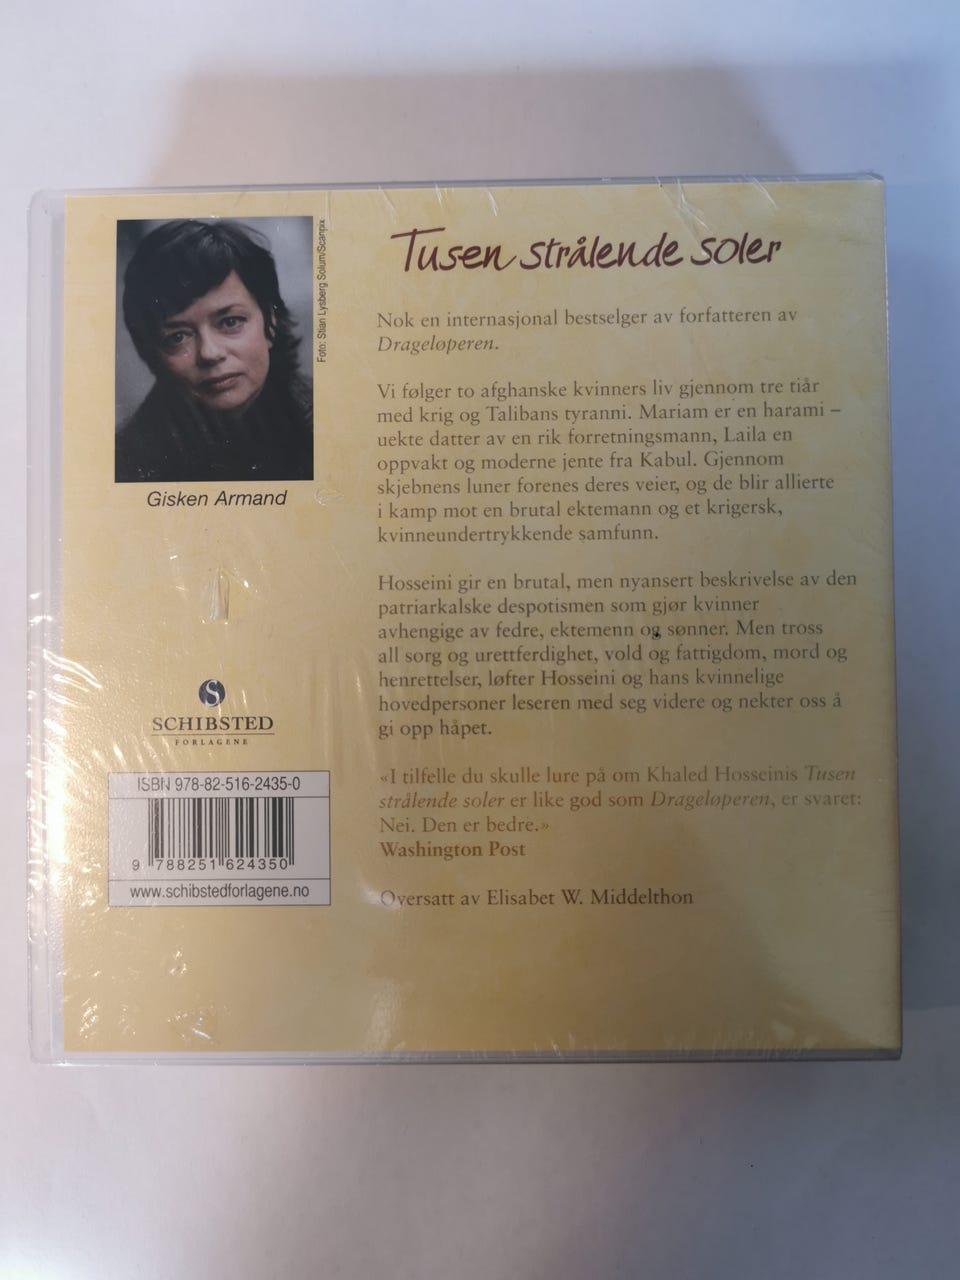 Foto: Stian Lysberg Solum/Scanpix
Gisken Armand
Tusen strålende soler
Nok en internasjonal bestselger av forfatteren av
Drageløperen.
Vi følger to afghanske kvinners liv gjennom tre tiår
med krig og Talibans tyranni. Mariam er en harami –
uekte datter av en rik forretningsmann, Laila en
oppvakt og moderne jente fra Kabul. Gjennom
skjebnens luner forenes deres veier, og de blir allierte
i kamp mot en brutal ektemann og et krigersk,
kvinneundertrykkende samfunn.
Hosseini gir en brutal, men nyansert beskrivelse av den
patriarkalske despotismen som gjør kvinner
avhengige av fedre, ektemenn og sønner. Men tross
all sorg og urettferdighet, vold og fattigdom, mord og
henrettelser, løfter Hosseini og hans kvinnelige
hovedpersoner leseren med seg videre og nekter oss å
gi opp håpet.
«I tilfelle du skulle lure på om Khaled Hosseinis Tusen
strålende soler er like god som Drageløperen, er svaret:
Nei. Den er bedre.»
Washington Post
Oversatt av Elisabet W. Middelthon
S
SCHIBSTED
FORLAGENE
ISBN 978-82-516-2435-0
9 788251 624350
www.schibstedforlagene.no